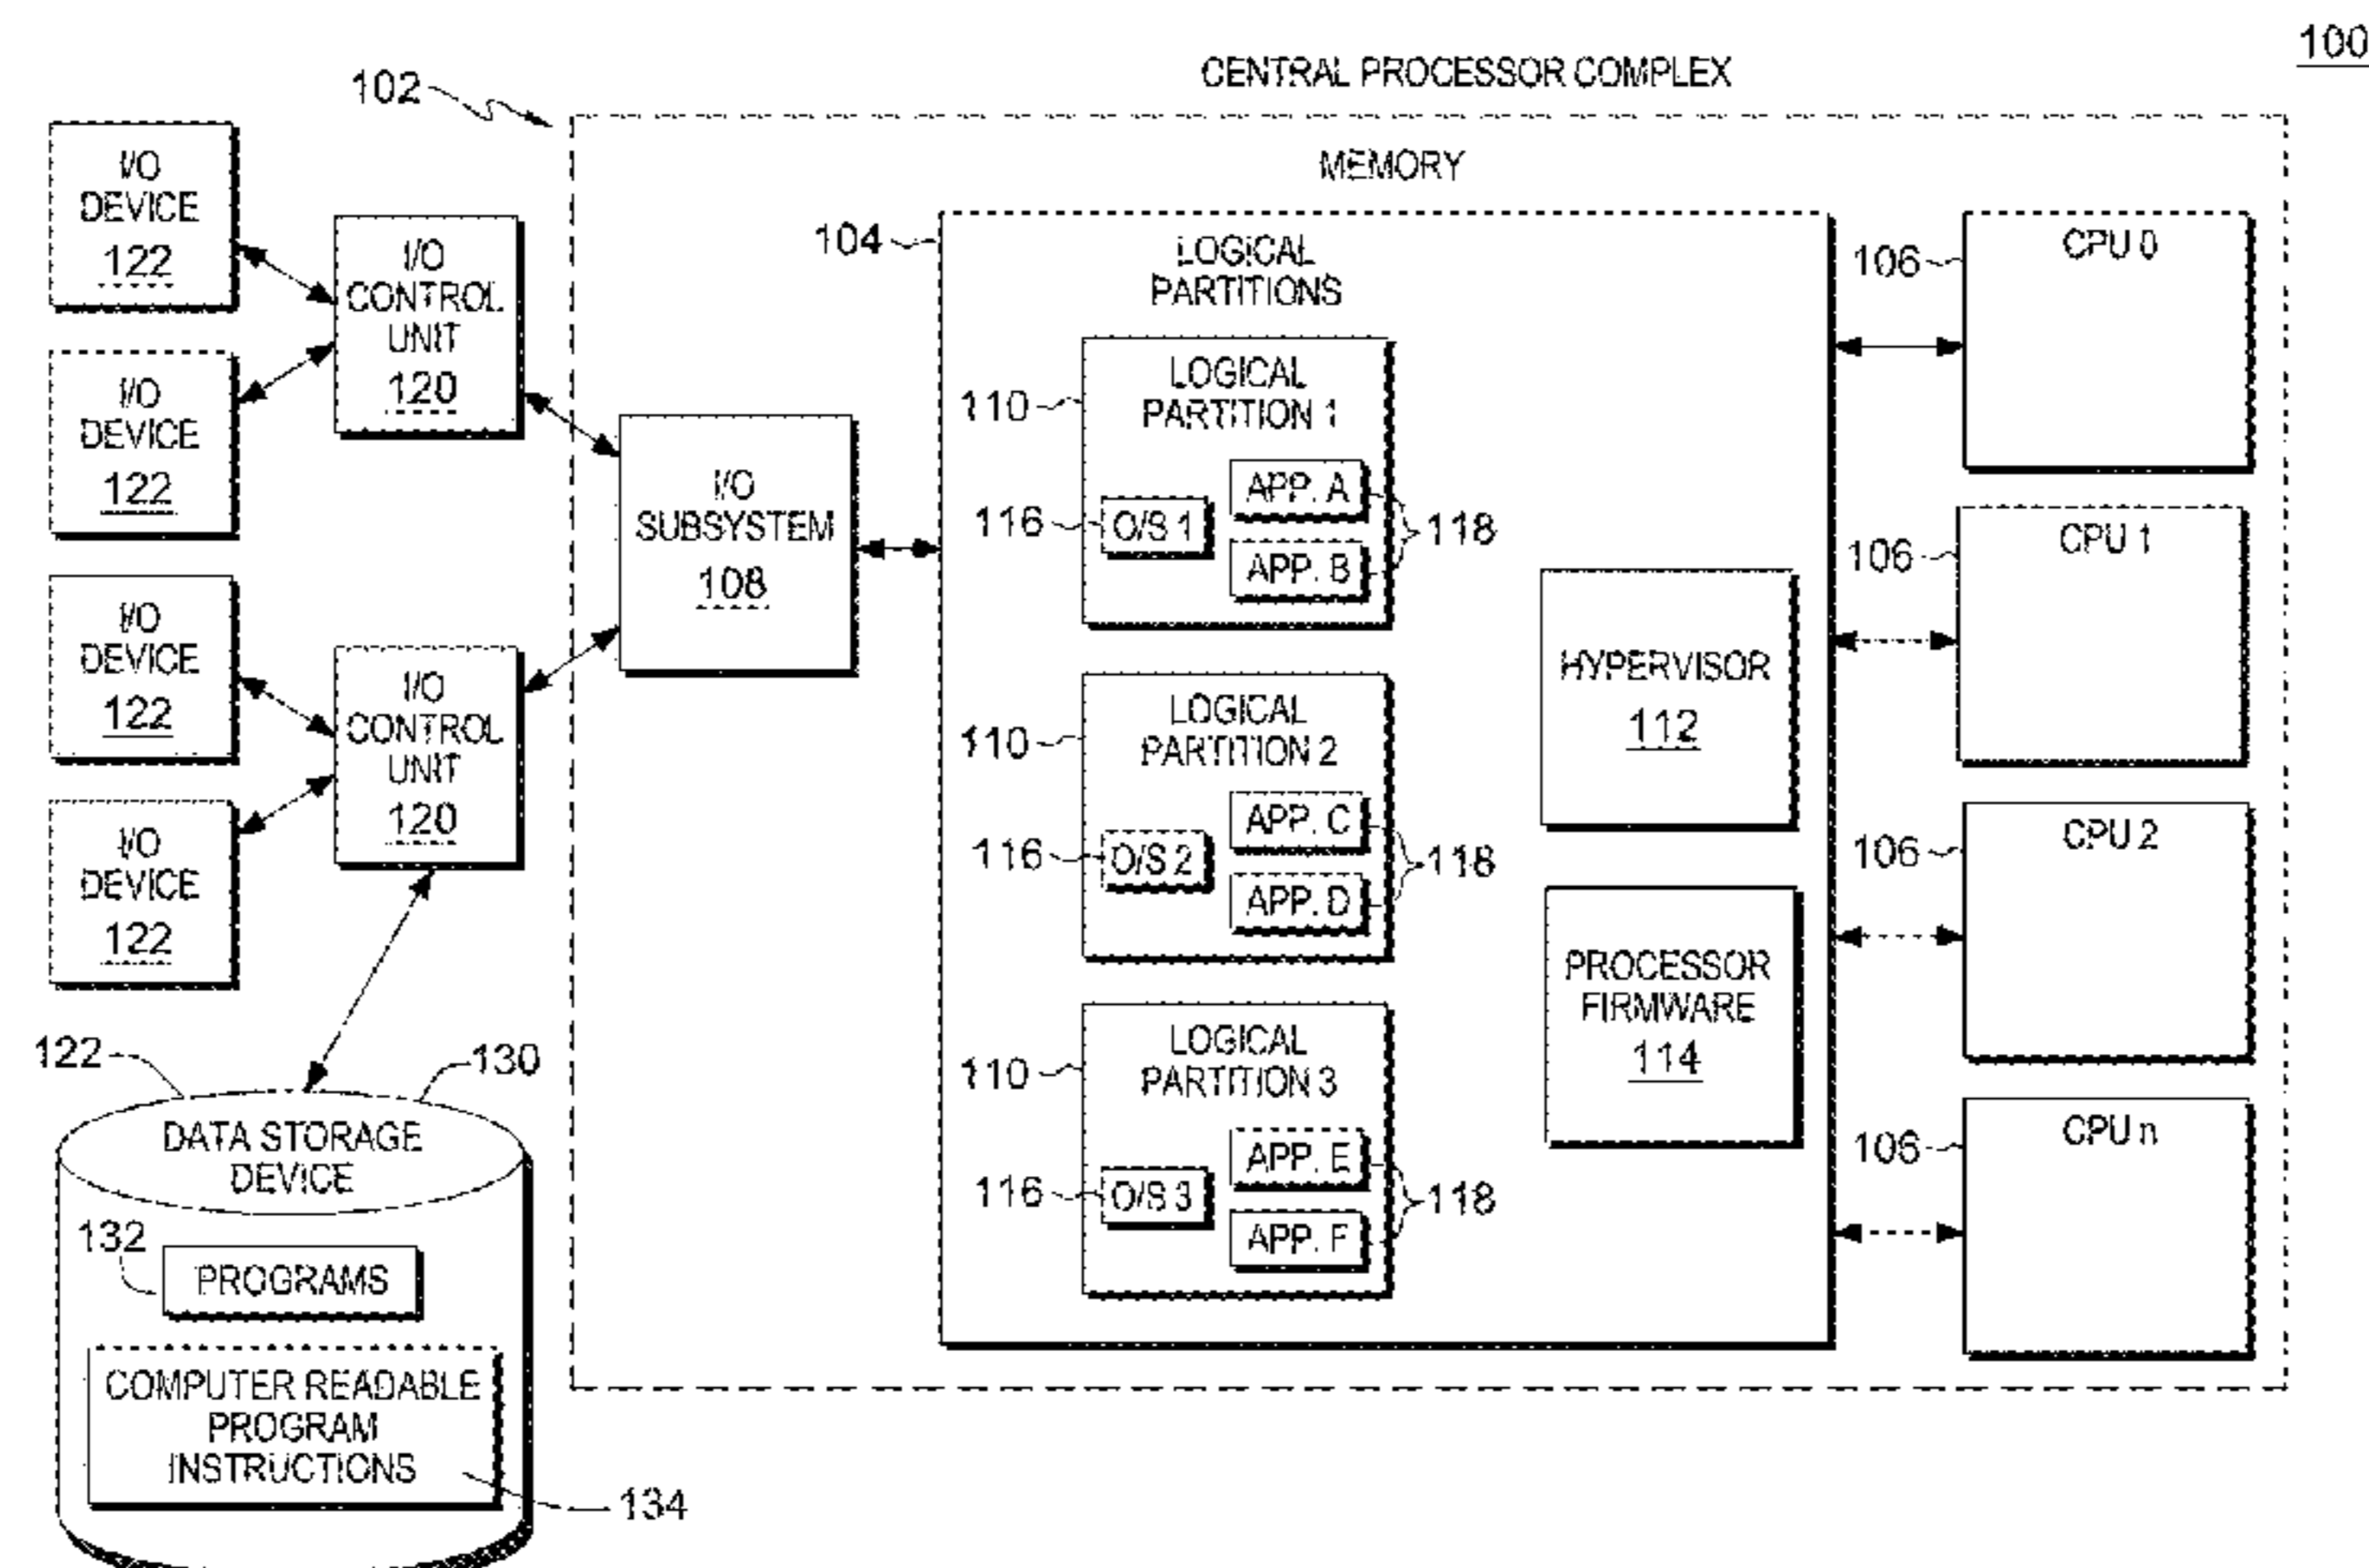 100
CENTRAL PROCESSOR COMPLEX
102
MEMORY
I/O
DEVICE
122
I/O
DEVICE
122
I/O
DEVICE
122
I/O
DEVICE
122
I/O
CONTROL
UNIT
120
I/O
CONTROL
UNIT
120
I/O
SUBSYSTEM
108
104
LOGICAL
PARTITIONS
110
LOGICAL
PARTITION 1
116
O/S 1
APP. A
APP. B
118
110
LOGICAL
PARTITION 2
116
O/S 2
APP. C
APP. D
118
110
LOGICAL
PARTITION 3
116
O/S 3
APP. E
APP. F
118
HYPERVISOR
112
PROCESSOR
FIRMWARE
114
106
CPU 0
106
CPU 1
106
CPU 2
106
CPU n
122
130
DATA STORAGE
DEVICE
132
PROGRAMS
COMPUTER READABLE
PROGRAM
INSTRUCTIONS
134